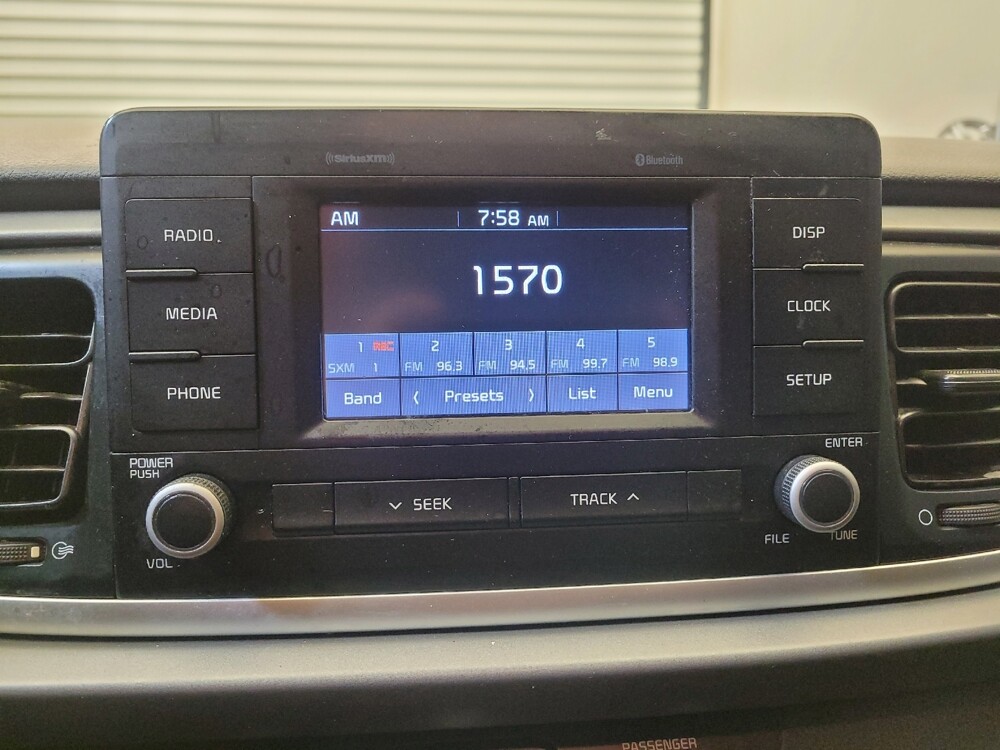 ((SiriusXM))
Bluetooth
RADIO
MEDIA
PHONE
AM 7:58 AM
1570
1 2 3 4 5
SXM 1 FM 96.3 FM 94.5 FM 99.7 FM 98.9
Band ⟨ Presets ⟩ List Menu
DISP
CLOCK
SETUP
POWER
PUSH
VOL
SEEK
TRACK
ENTER
FILE
TUNE
PASSENGER